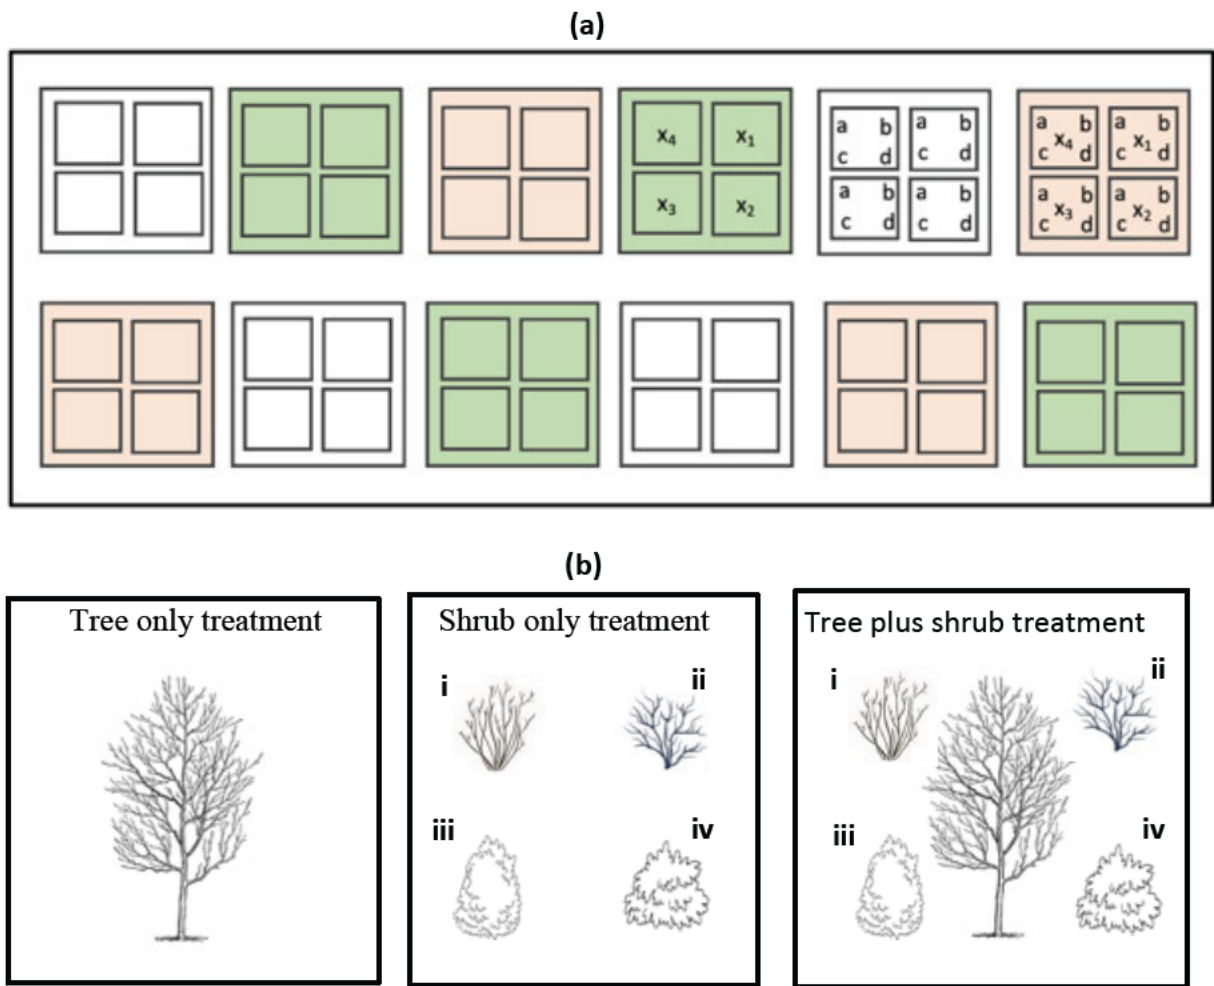 (a)
x4 x1
x3 x2
a b a b
c d c d
a b a b
c d c d
a b a b
x4 x1
c d c d
a b a b
x3 x2
c d c d
(b)
Tree only treatment
Shrub only treatment
i ii
iii iv
Tree plus shrub treatment
i ii
iii iv